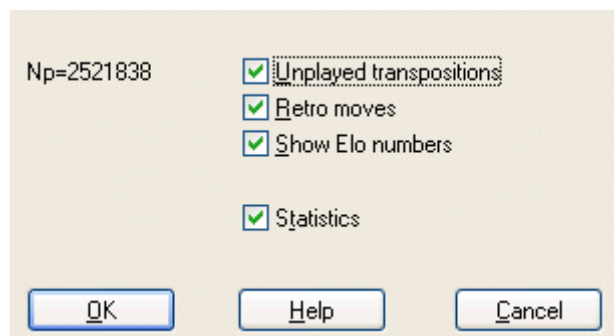 Np=2521838 Unplayed transpositions
Retro moves
Show Elo numbers
Statistics
OK Help Cancel